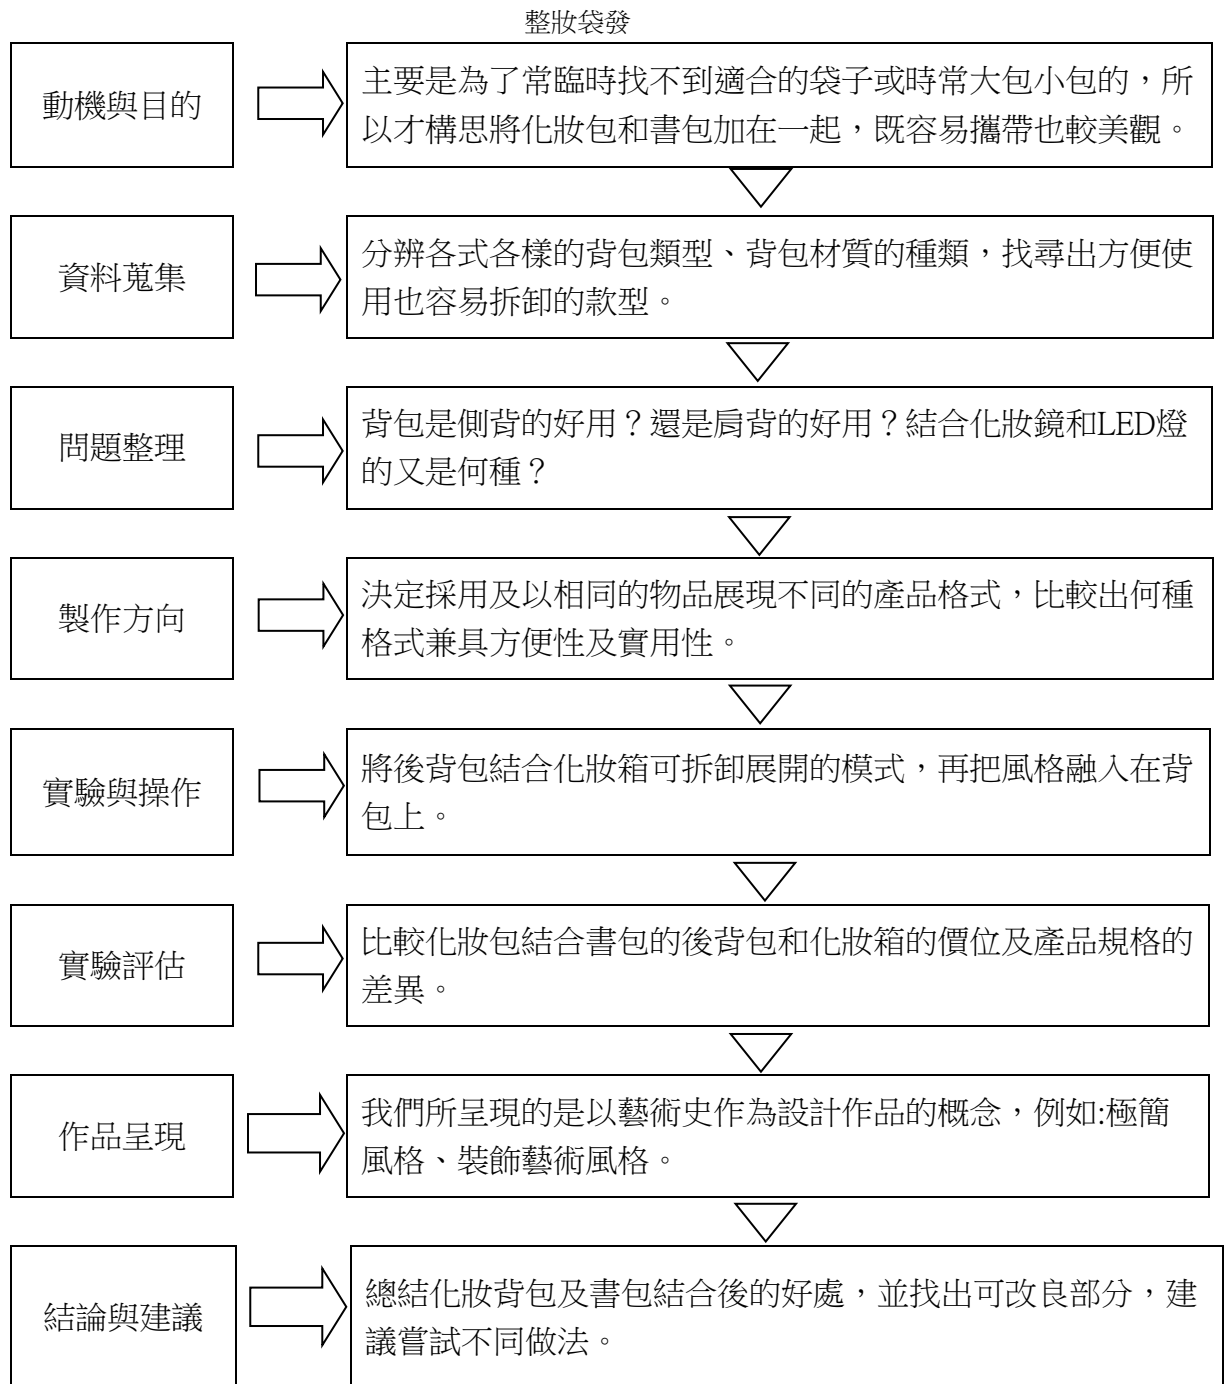 整妝袋發
動機與目的
主要是為了常臨時找不到適合的袋子或時常大包小包的，所
以才構思將化妝包和書包加在一起，既容易攜帶也較美觀。
資料蒐集
分辨各式各樣的背包類型、背包材質的種類，找尋出方便使
用也容易拆卸的款型。
問題整理
背包是側背的好用？還是肩背的好用？結合化妝鏡和LED燈
的又是何種？
製作方向
決定採用及以相同的物品展現不同的產品格式，比較出何種
格式兼具方便性及實用性。
實驗與操作
將後背包結合化妝箱可拆卸展開的模式，再把風格融入在背
包上。
實驗評估
比較化妝包結合書包的後背包和化妝箱的價位及產品規格的
差異。
作品呈現
我們所呈現的是以藝術史作為設計作品的概念，例如:極簡
風格、裝飾藝術風格。
結論與建議
總結化妝背包及書包結合後的好處，並找出可改良部分，建
議嘗試不同做法。